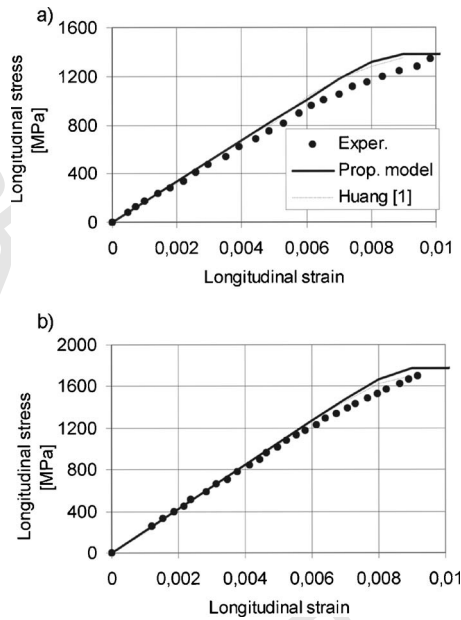 a)
Longitudinal stress
[MPa]
1600
1200
800
400
0
Exper.
Prop. model
Huang [1]
0 0,002 0,004 0,006 0,008 0,01
Longitudinal strain
b)
Longitudinal stress
[MPa]
2000
1600
1200
800
400
0
0 0,002 0,004 0,006 0,008 0,01
Longitudinal strain